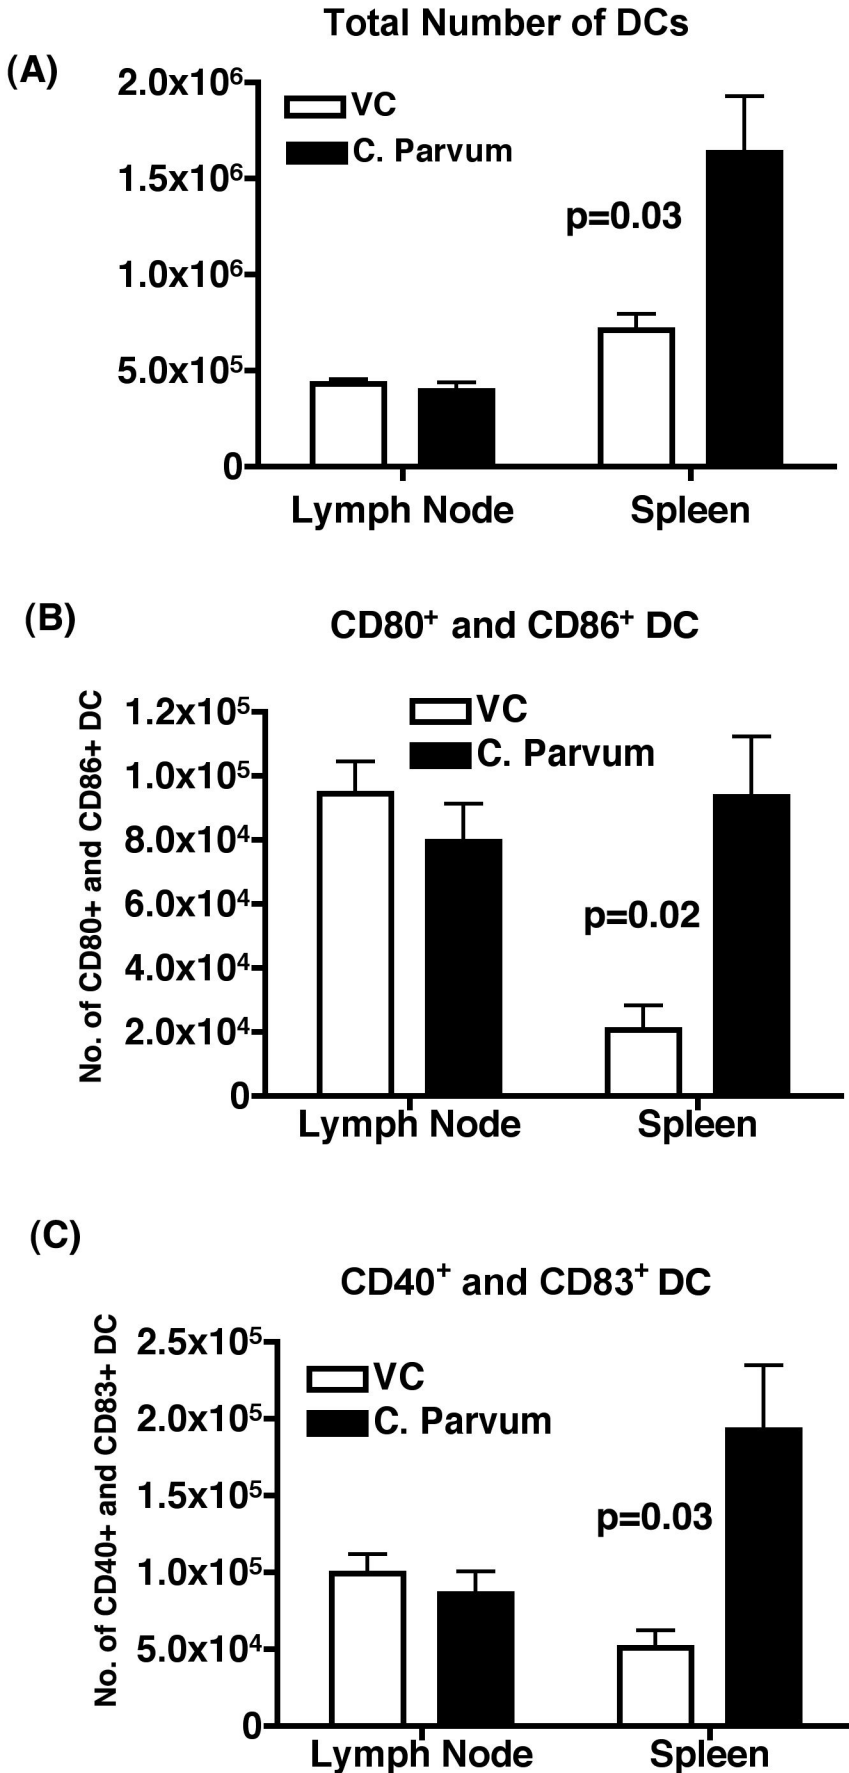 Total Number of DCs
(A)
2.0x10⁶
VC
C. Parvum
1.5x10⁶
p=0.03
1.0x10⁶
5.0x10⁵
0
Lymph Node Spleen
(B)
CD80⁺ and CD86⁺ DC
No. of CD80+ and CD86+ DC
1.2x10⁵
VC
C. Parvum
1.0x10⁵
8.0x10⁴
6.0x10⁴
p=0.02
4.0x10⁴
2.0x10⁴
0
Lymph Node Spleen
(C)
CD40⁺ and CD83⁺ DC
No. of CD40+ and CD83+ DC
2.5x10⁵
VC
2.0x10⁵
C. Parvum
1.5x10⁵
p=0.03
1.0x10⁵
5.0x10⁴
0
Lymph Node Spleen